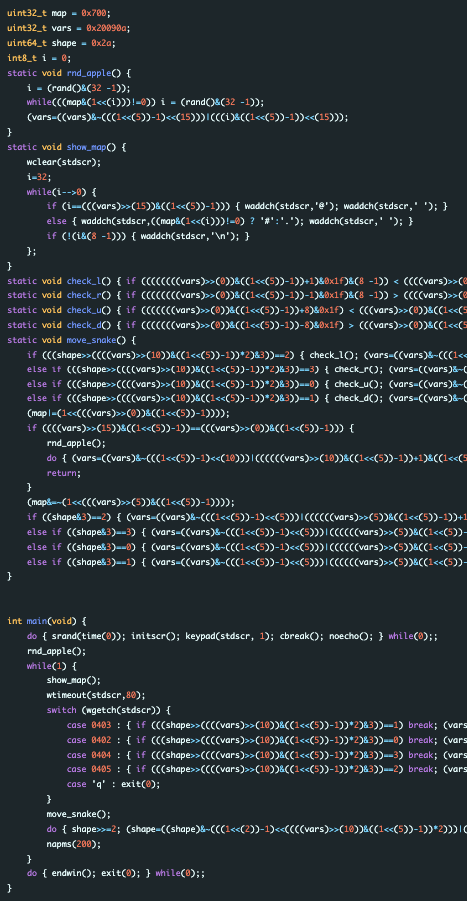 uint32_t map = 0x700;
uint32_t vars = 0x20090a;
uint64_t shape = 0x2a;
int8_t i = 0;
static void rnd_apple() {
    i = (rand()&(32 -1));
    while(((map&(1<<(i)))!=0)) i = (rand()&(32 -1));
    (vars=((vars)&~(((1<<(5))-1)<<(15)))|(((i)&((1<<(5))-1))<<(15)));
}
static void show_map() {
    wclear(stdscr);
    i=32;
    while(i-->0) {
        if (i==(((vars)>>(15))&((1<<(5))-1))) { waddch(stdscr,'@'); waddch(stdscr,' '); }
        else { waddch(stdscr,((map&(1<<(i)))!=0) ? '#':'.'); waddch(stdscr,' '); }
        if (!(i&(8 -1))) { waddch(stdscr,'\n'); }
    };
}
static void check_l() { if ((((((((vars)>>(0))&((1<<(5))-1))+1)&0x1f)&(8 -1)) < ((((vars)>>(0
static void check_r() { if ((((((((vars)>>(0))&((1<<(5))-1))-1)&0x1f)&(8 -1)) > ((((vars)>>(0
static void check_u() { if ((((((vars)>>(0))&((1<<(5))-1))+8)&0x1f) < (((vars)>>(0))&((1<<(5)
static void check_d() { if ((((((vars)>>(0))&((1<<(5))-1))-8)&0x1f) > (((vars)>>(0))&((1<<(5)
static void move_snake() {
    if (((shape>>((((vars)>>(10))&((1<<(5))-1))*2)&3))==2) { check_l(); (vars=((vars)&~(((1<<
    else if (((shape>>((((vars)>>(10))&((1<<(5))-1))*2)&3))==3) { check_r(); (vars=((vars)&~(
    else if (((shape>>((((vars)>>(10))&((1<<(5))-1))*2)&3))==0) { check_u(); (vars=((vars)&~(
    else if (((shape>>((((vars)>>(10))&((1<<(5))-1))*2)&3))==1) { check_d(); (vars=((vars)&~(
    (map|=(1<<(((vars)>>(0))&((1<<(5))-1))));
    if ((((vars)>>(15))&((1<<(5))-1))==(((vars)>>(0))&((1<<(5))-1))) {
        rnd_apple();
        do { (vars=((vars)&~(((1<<(5))-1)<<(10)))|((((((vars)>>(10))&((1<<(5))-1))+1)&((1<<(5
        return;
    }
    (map&=~(1<<(((vars)>>(5))&((1<<(5))-1))));
    if ((shape&3)==2) { (vars=((vars)&~(((1<<(5))-1)<<(5)))|((((((vars)>>(5))&((1<<(5))-1))+1
    else if ((shape&3)==3) { (vars=((vars)&~(((1<<(5))-1)<<(5)))|((((((vars)>>(5))&((1<<(5))-
    else if ((shape&3)==0) { (vars=((vars)&~(((1<<(5))-1)<<(5)))|((((((vars)>>(5))&((1<<(5))-
    else if ((shape&3)==1) { (vars=((vars)&~(((1<<(5))-1)<<(5)))|((((((vars)>>(5))&((1<<(5))-
}
int main(void) {
    do { srand(time(0)); initscr(); keypad(stdscr, 1); cbreak(); noecho(); } while(0);;
    rnd_apple();
    while(1) {
        show_map();
        wtimeout(stdscr,80);
        switch (wgetch(stdscr)) {
            case 0403 : { if (((shape>>((((vars)>>(10))&((1<<(5))-1))*2)&3))==1) break; (vars
            case 0402 : { if (((shape>>((((vars)>>(10))&((1<<(5))-1))*2)&3))==0) break; (vars
            case 0404 : { if (((shape>>((((vars)>>(10))&((1<<(5))-1))*2)&3))==3) break; (vars
            case 0405 : { if (((shape>>((((vars)>>(10))&((1<<(5))-1))*2)&3))==2) break; (vars
            case 'q' : exit(0);
        }
        move_snake();
        do { shape>>=2; (shape=((shape)&~(((1<<(2))-1)<<((((vars)>>(10))&((1<<(5))-1))*2)))|(
        napms(200);
    }
    do { endwin(); exit(0); } while(0);;
}